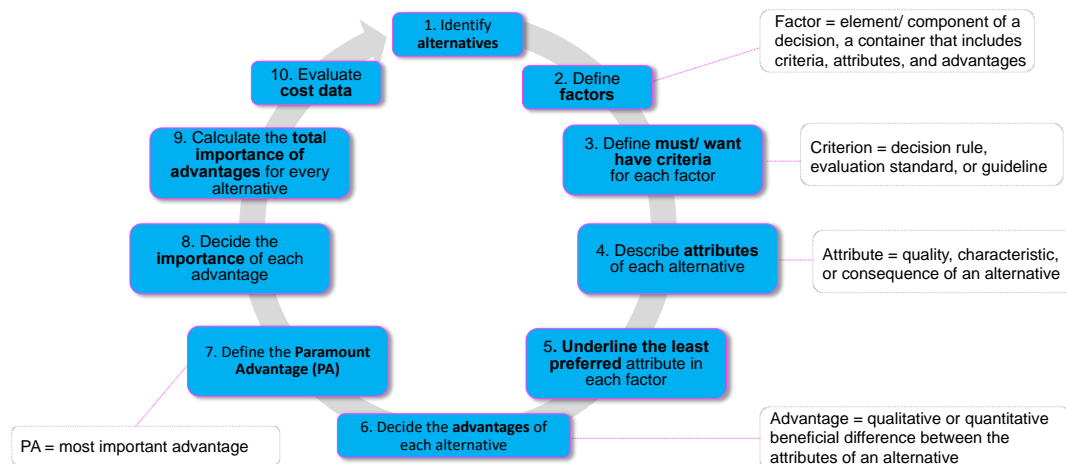 1. Identify
alternatives
Factor = element/ component of a
decision, a container that includes
criteria, attributes, and advantages
2. Define
factors
3. Define must/ want
have criteria
for each factor
Criterion = decision rule,
evaluation standard, or guideline
4. Describe attributes
of each alternative
Attribute = quality, characteristic,
or consequence of an alternative
5. Underline the least
preferred attribute in
each factor
6. Decide the advantages of
each alternative
Advantage = qualitative or quantitative
beneficial difference between the
attributes of an alternative
7. Define the Paramount
Advantage (PA)
PA = most important advantage
8. Decide the
importance of each
advantage
9. Calculate the total
importance of
advantages for every
alternative
10. Evaluate
cost data